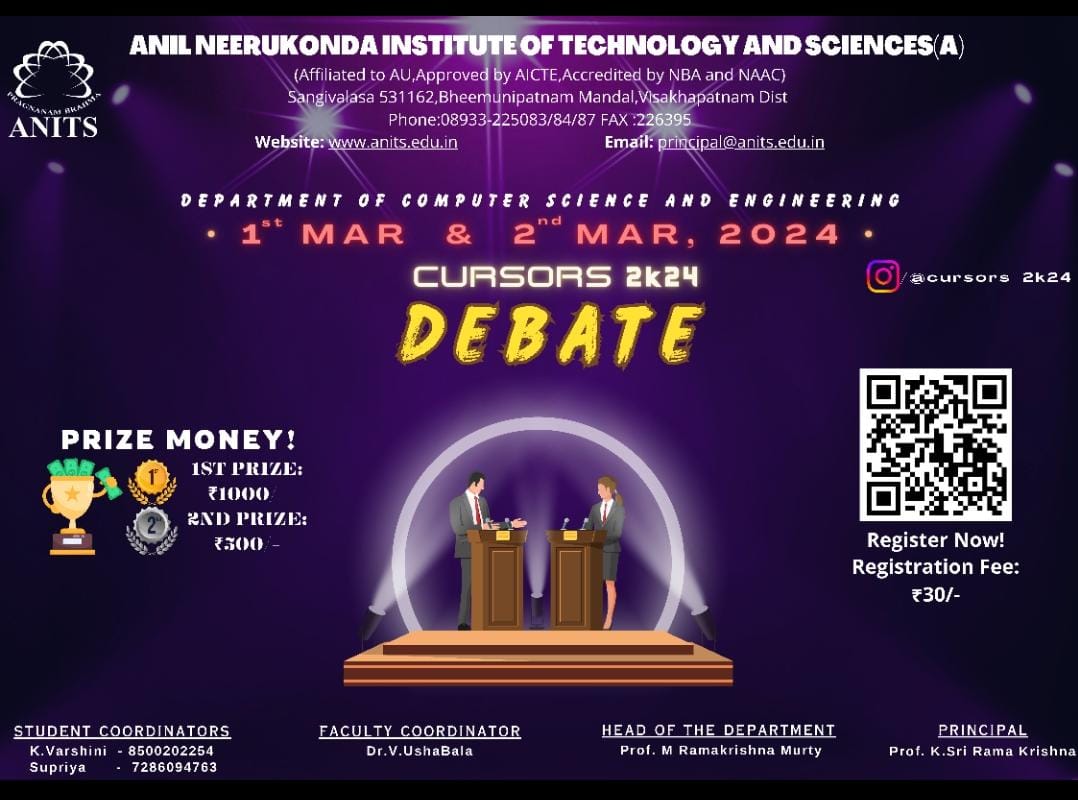 ANIL NEERUKONDA INSTITUTE OF TECHNOLOGY AND SCIENCES(A)
(Affiliated to AU,Approved by AICTE,Accredited by NBA and NAAC)
Sangivalasa 531162,Bheemunipatnam Mandal,Visakhapatnam Dist
Phone:08933-225083/84/87 FAX :226395
Website: www.anits.edu.in Email: principal@anits.edu.in
PRAGNANAM BRAHMA
ANITS
DEPARTMENT OF COMPUTER SCIENCE AND ENGINEERING
• 1st MAR & 2nd MAR, 2024 •
CURSORS 2k24
/@cursors 2k24
DEBATE
PRIZE MONEY!
1ST PRIZE:
₹1000/
2ND PRIZE:
₹500/-
1st
2
Register Now!
Registration Fee:
₹30/-
STUDENT COORDINATORS
K.Varshini - 8500202254
Supriya - 7286094763
FACULTY COORDINATOR
Dr.V.UshaBala
HEAD OF THE DEPARTMENT
Prof. M Ramakrishna Murty
PRINCIPAL
Prof. K.Sri Rama Krishna